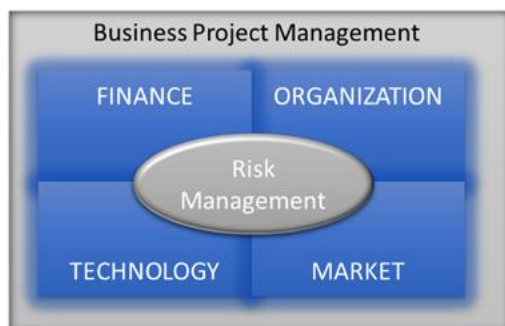 Business Project Management
FINANCE
ORGANIZATION
Risk
Management
TECHNOLOGY
MARKET